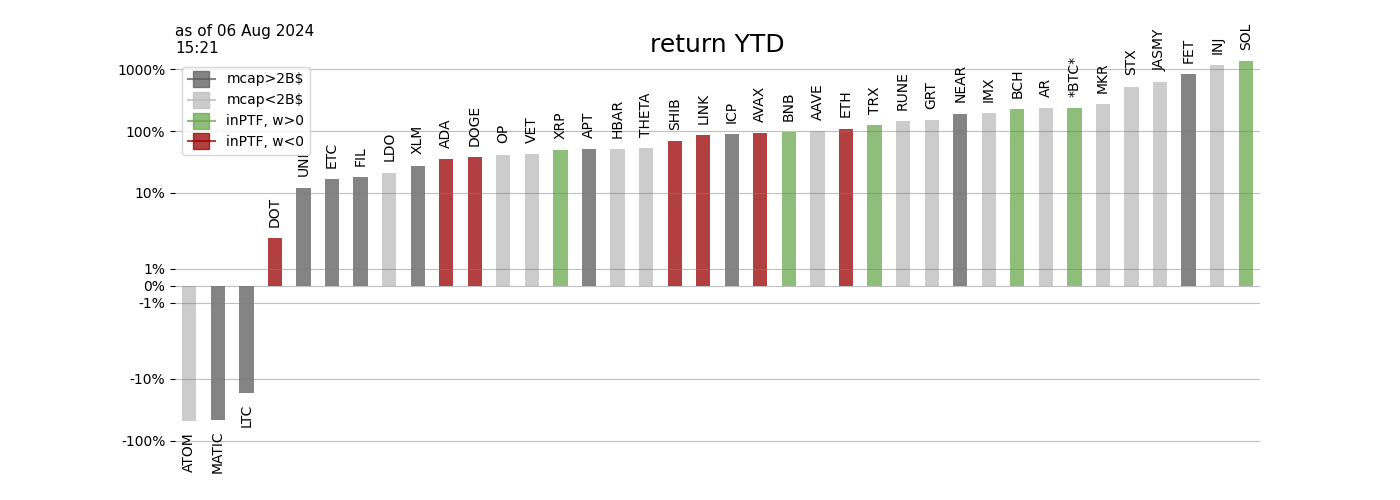 as of 06 Aug 2024
15:21
return YTD
mcap>2B$
mcap<2B$
inPTF, w>0
inPTF, w<0
1000%
100%
10%
1%
0%
-1%
-10%
-100%
ATOM
MATIC
LTC
DOT
UNI
ETC
FIL
LDO
XLM
ADA
DOGE
OP
VET
XRP
APT
HBAR
THETA
SHIB
LINK
ICP
AVAX
BNB
AAVE
ETH
TRX
RUNE
GRT
NEAR
IMX
BCH
AR
*BTC*
MKR
STX
JASMY
FET
INJ
SOL